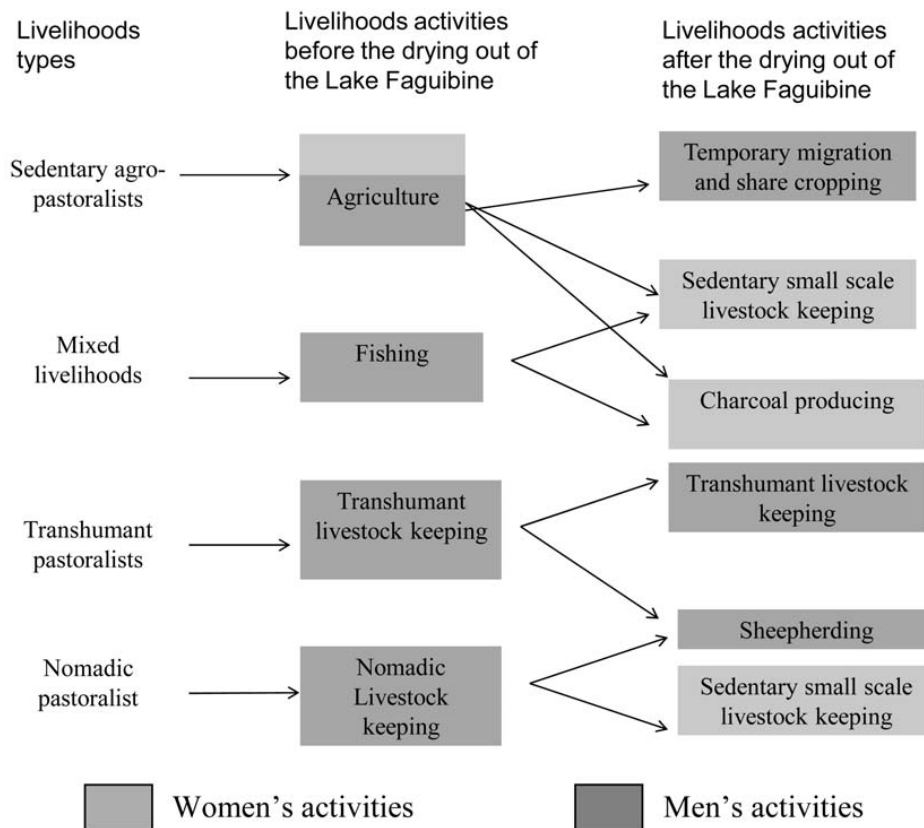 Livelihoods
types
Livelihoods activities
before the drying out of
the Lake Faguibine
Livelihoods activities
after the drying out of
the Lake Faguibine
Sedentary agro-
pastoralists
Agriculture
Temporary migration
and share cropping
Sedentary small scale
livestock keeping
Mixed
livelihoods
Fishing
Charcoal producing
Transhumant
pastoralists
Transhumant
livestock keeping
Transhumant livestock
keeping
Sheepherding
Nomadic
pastoralist
Nomadic
Livestock
keeping
Sedentary small scale
livestock keeping
Women's activities
Men's activities